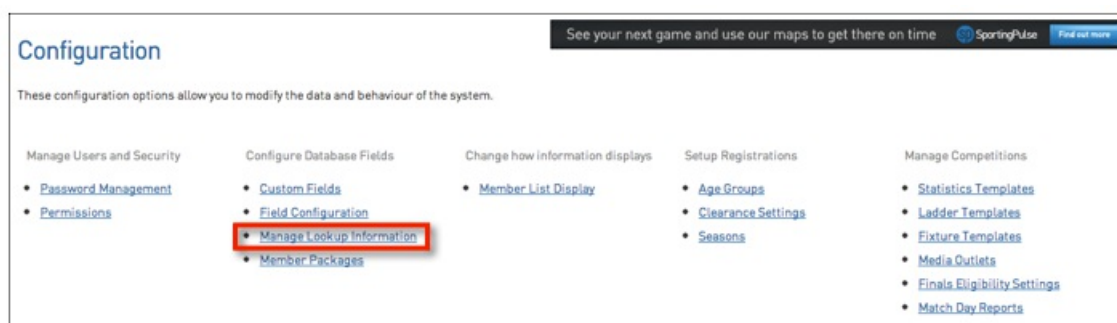 See your next game and use our maps to get there on time SportingPulse Find out more
Configuration
These configuration options allow you to modify the data and behaviour of the system.
Manage Users and Security
Password Management
Permissions
Configure Database Fields
Custom Fields
Field Configuration
Manage Lookup Information
Member Packages
Change how information displays
Member List Display
Setup Registrations
Age Groups
Clearance Settings
Seasons
Manage Competitions
Statistics Templates
Ladder Templates
Fixture Templates
Media Outlets
Finals Eligibility Settings
Match Day Reports